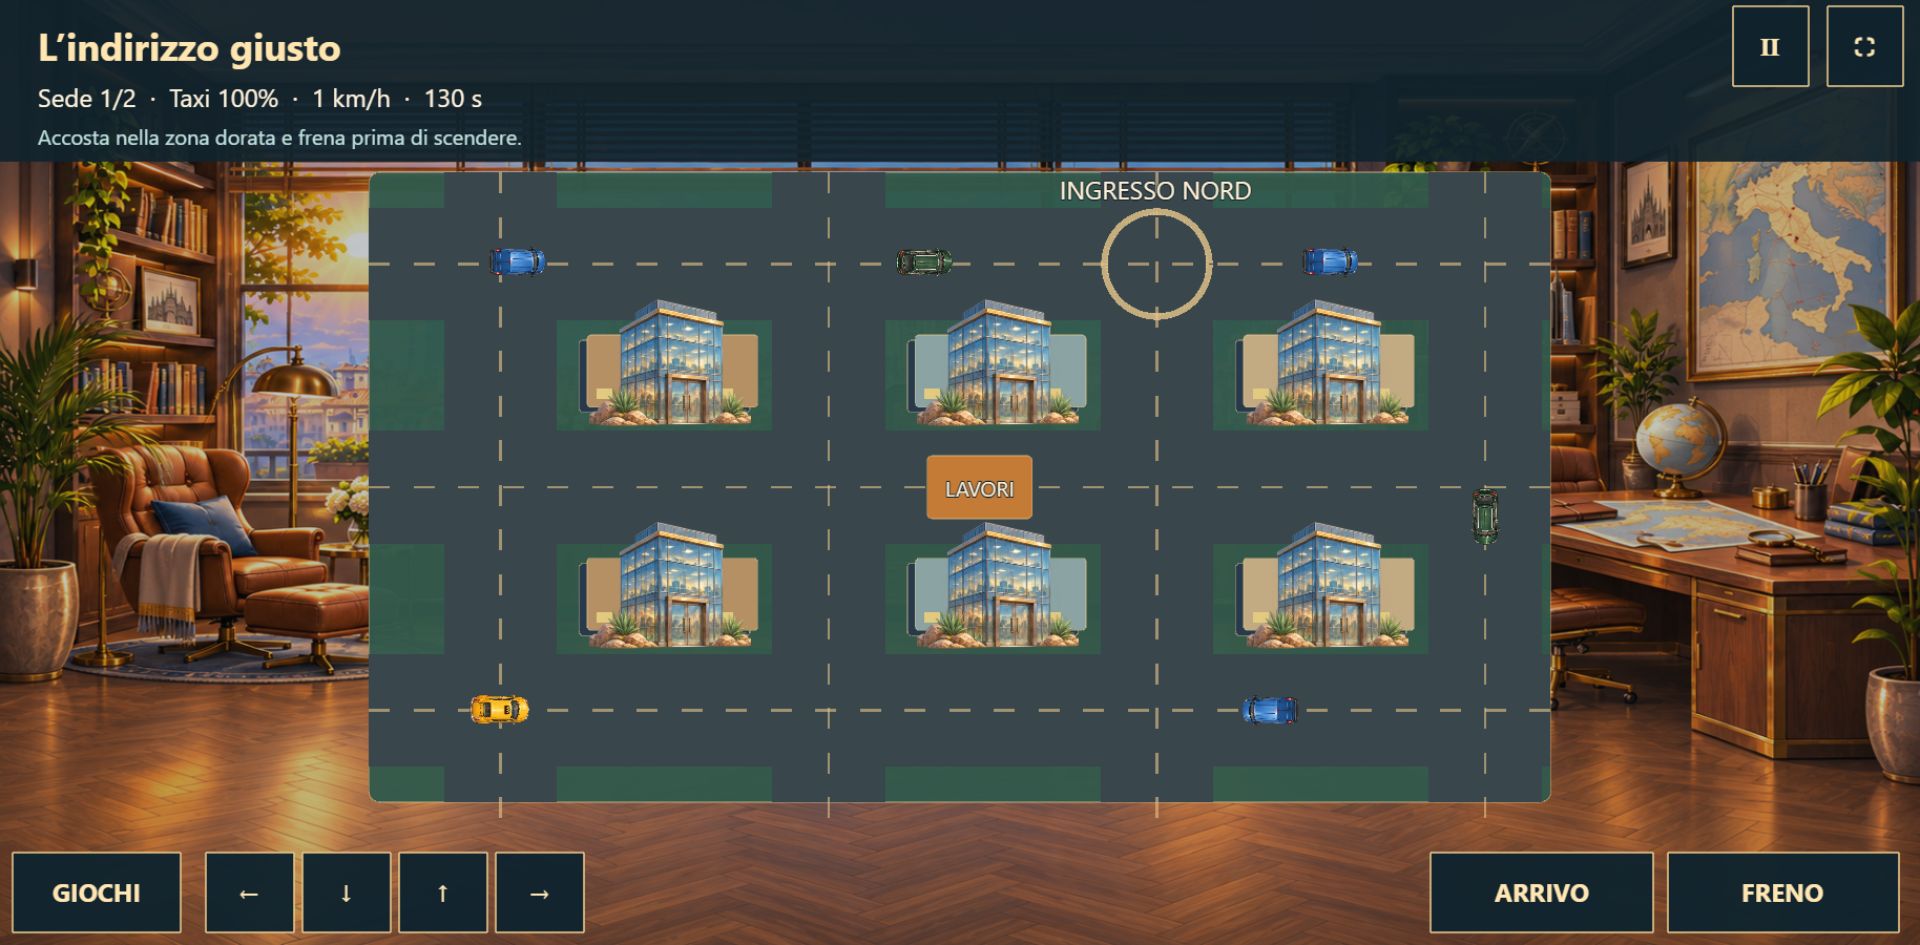 L’indirizzo giusto
Sede 1/2 · Taxi 100% · 1 km/h · 130 s
Accosta nella zona dorata e frena prima di scendere.
II
INGRESSO NORD
LAVORI
GIOCHI
←
↓
↑
→
ARRIVO
FRENO